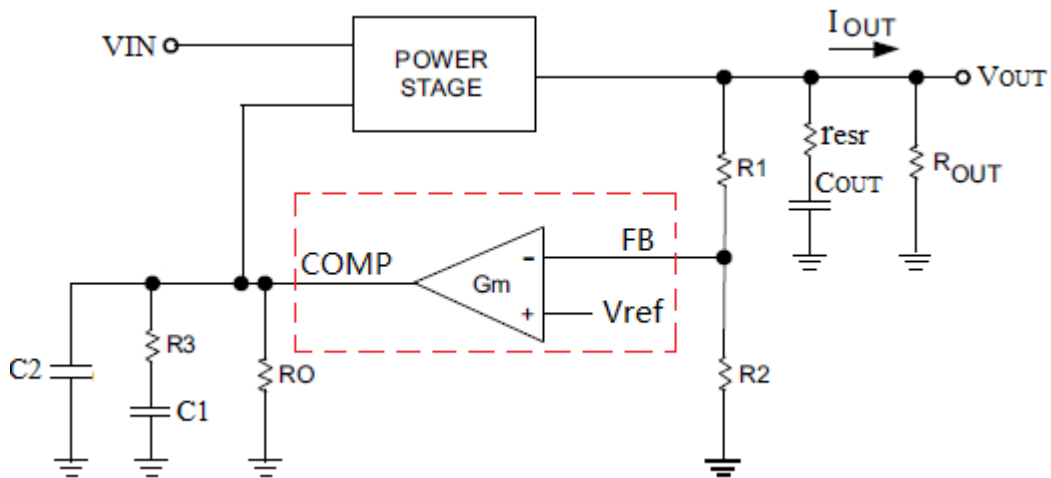 VIN
POWER
STAGE
IOUT
VOUT
R1
resr
COUT
ROUT
COMP
Gm
-
+
FB
Vref
C2
R3
C1
RO
R2